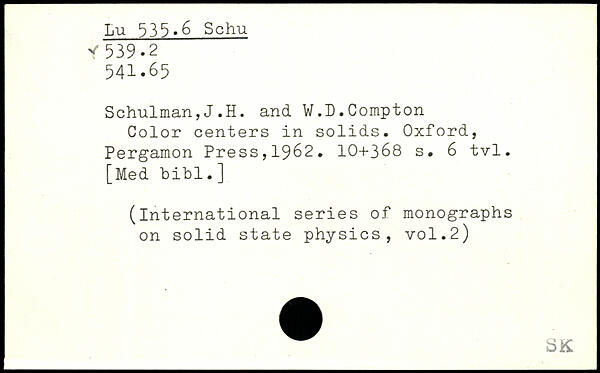 Lu 535.6 Schu
539.2
541.65
Schulman,J.H. and W.D.Compton
Color centers in solids. Oxford,
Pergamon Press,1962. 10+368 s. 6 tvl.
[Med bibl.]
(International series of monographs
on solid state physics, vol.2)
SK